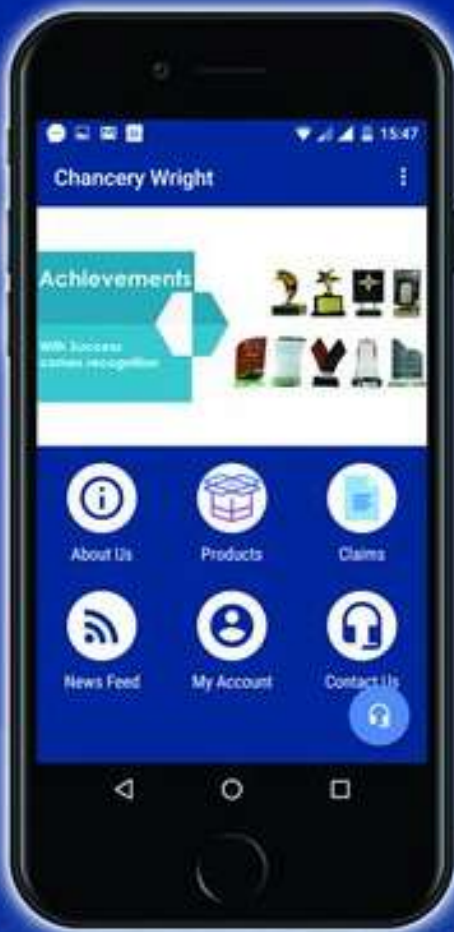 15:47
Chancery Wright
Achievements
With Success
comes recognition
About Us
Products
Claims
News Feed
My Account
Contact Us